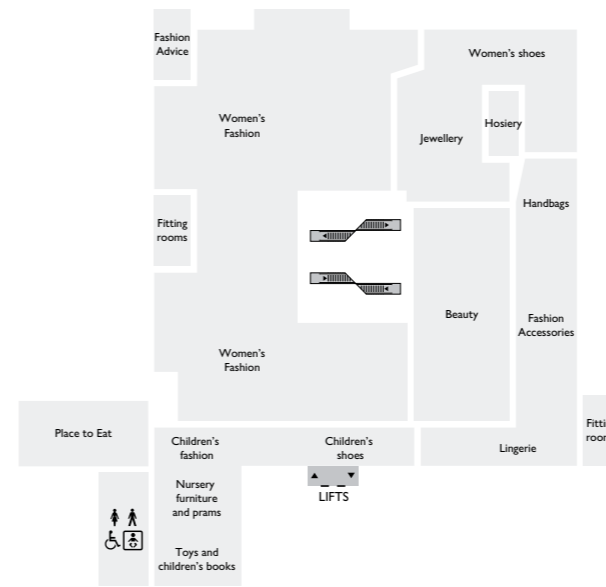 Fashion
Advice
Women's shoes
Women's
Fashion
Hosiery
Jewellery
Fitting
rooms
Handbags
Beauty
Fashion
Accessories
Women's
Fashion
Place to Eat
Children's
fashion
Children's
shoes
Lingerie
Nursery
furniture
and prams
LIFTS
Toys and
children's books